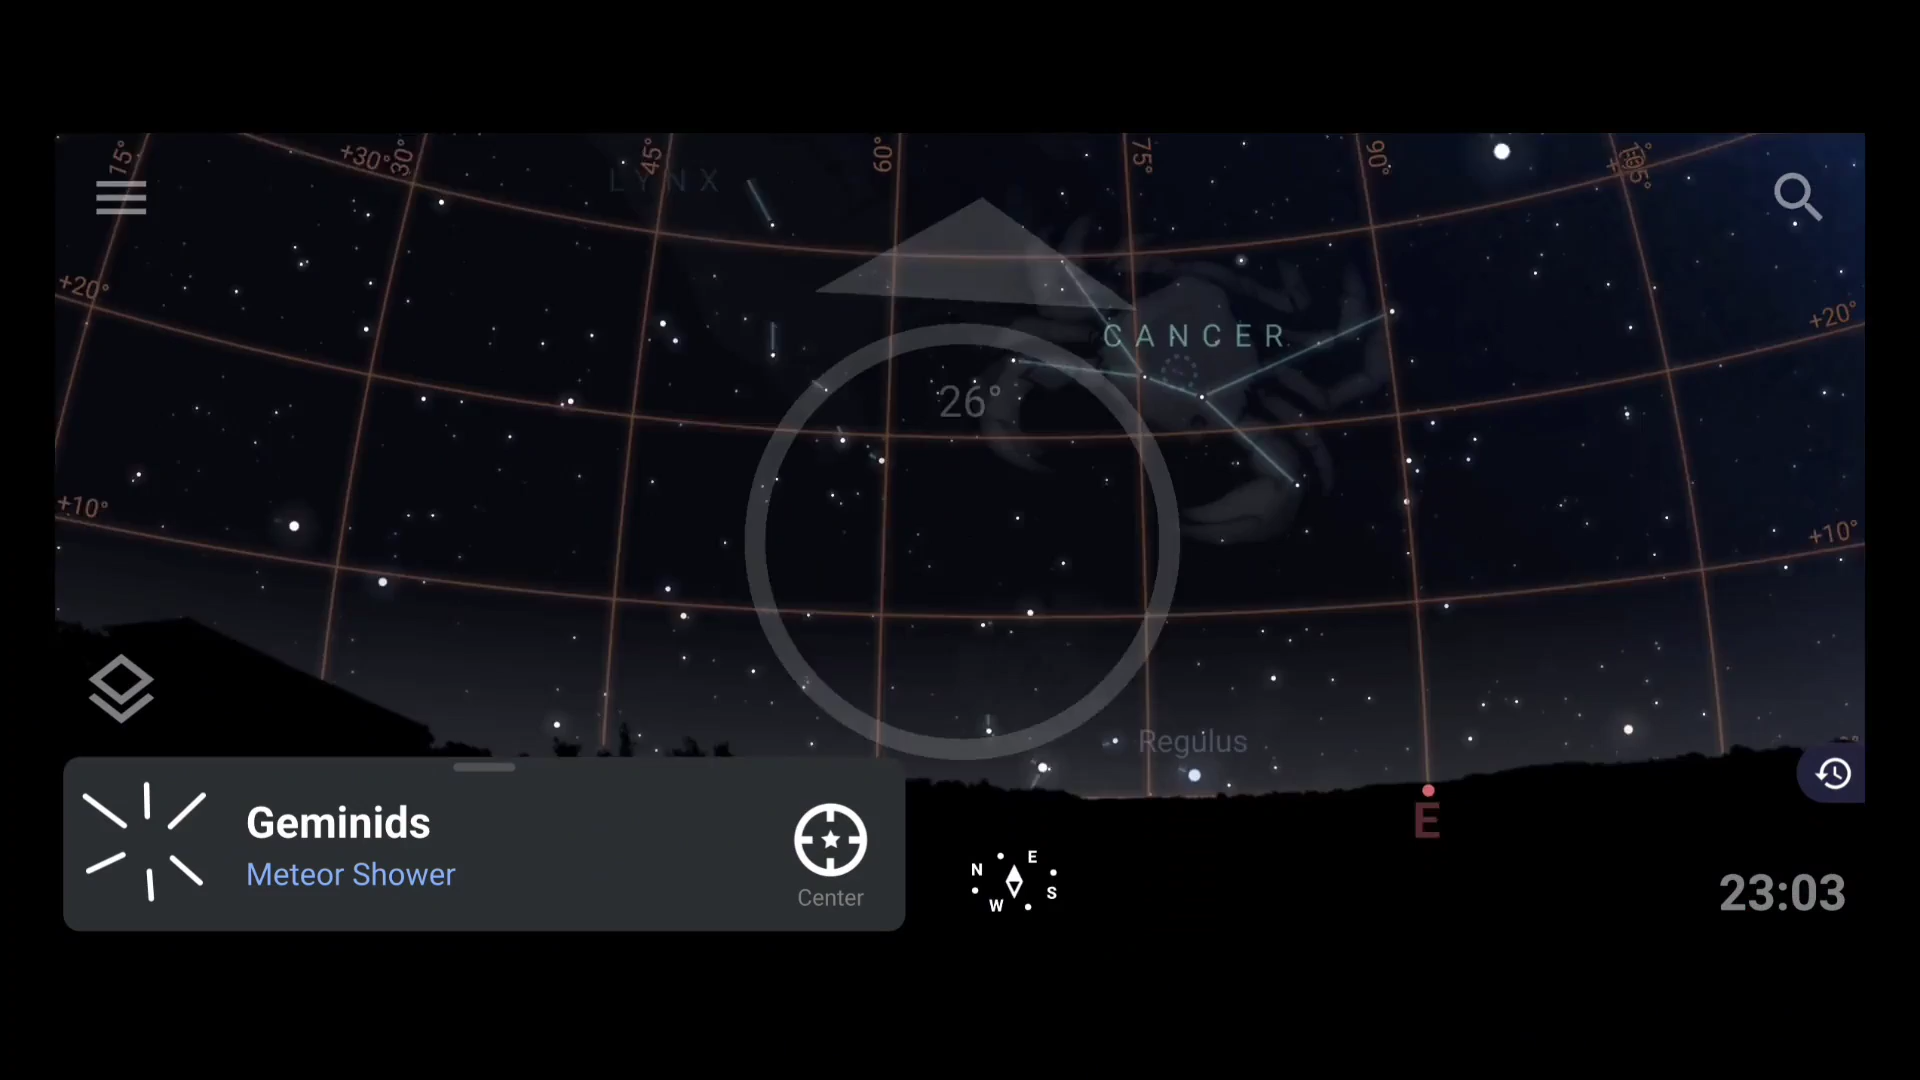 15°
+30°
30°
45°
60°
75°
90°
LYNX
+20°
CANCER
+20°
26°
+10°
+10°
Regulus
Geminids
Meteor Shower
Center
E
N
E
S
W
23:03